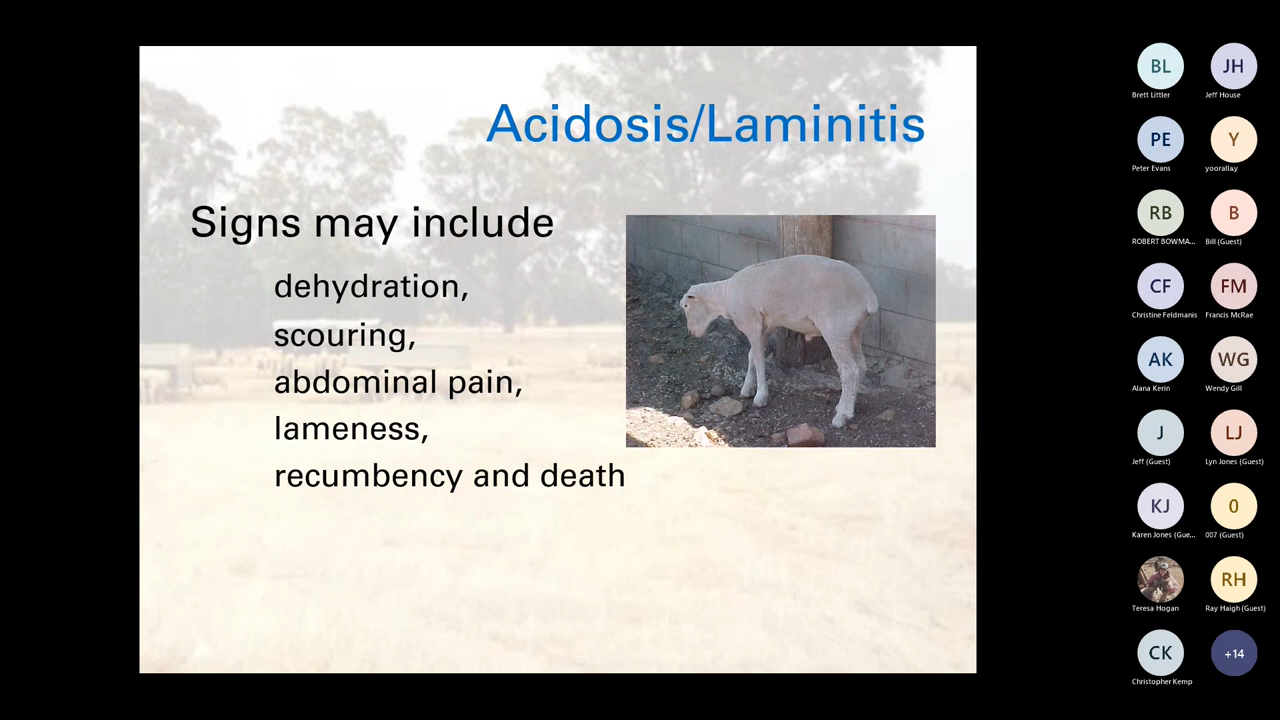 Acidosis/Laminitis
Signs may include
dehydration,
scouring,
abdominal pain,
lameness,
recumbency and death
BL
Brett Littler
JH
Jeff House
PE
Peter Evans
Y
yoorallay
RB
ROBERT BOWMA...
B
Bill (Guest)
CF
Christine Feldmanis
FM
Francis McRae
AK
Alana Kerin
WG
Wendy Gill
J
Jeff (Guest)
LJ
Lyn Jones (Guest)
KJ
Karen Jones (Gue...
0
007 (Guest)
Teresa Hogan
RH
Ray Haigh (Guest)
CK
Christopher Kemp
+14